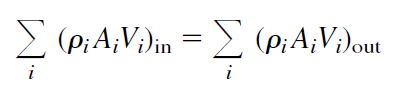 ∑ᵢ (ρᵢAᵢVᵢ)in = ∑ᵢ (ρᵢAᵢVᵢ)out